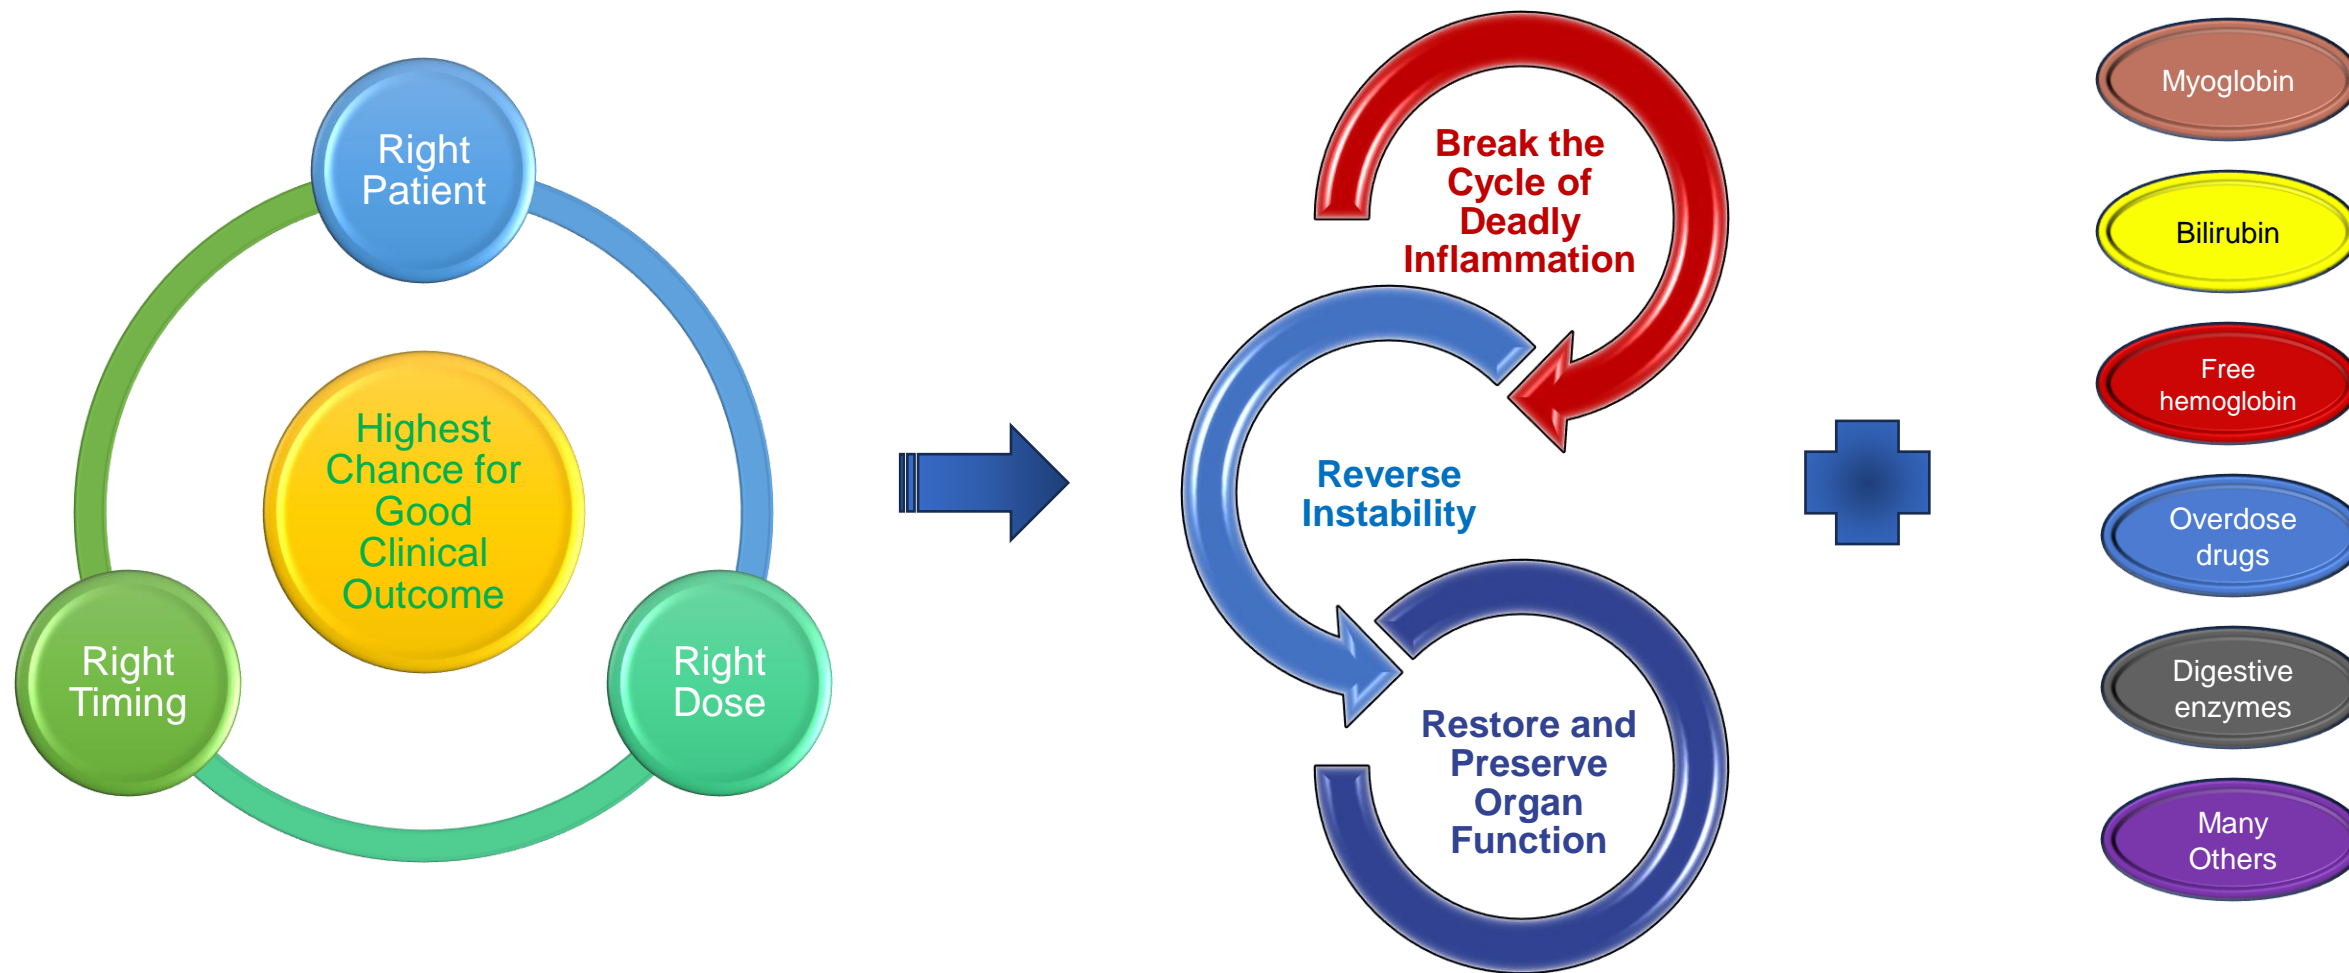 Right
Patient
Highest
Chance for
Good
Clinical
Outcome
Right
Timing
Right
Dose
Break the
Cycle of
Deadly
Inflammation
Reverse
Instability
Restore and
Preserve
Organ
Function
Myoglobin
Bilirubin
Free
hemoglobin
Overdose
drugs
Digestive
enzymes
Many
Others